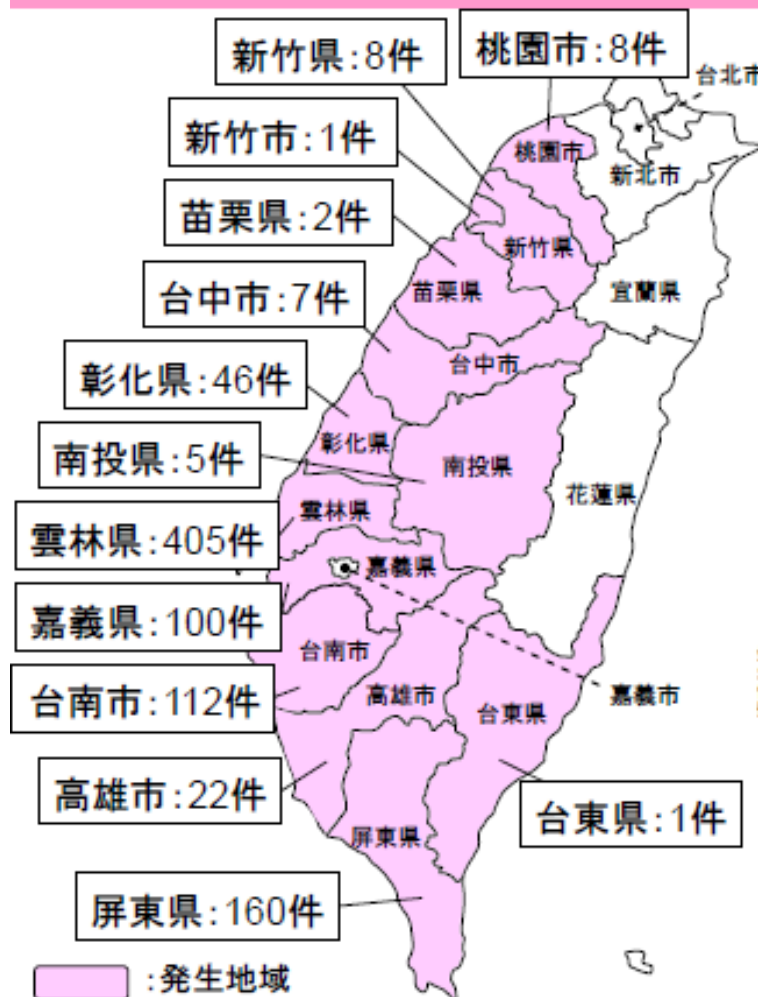 新竹県:8件
桃園市:8件
台北市
新竹市:1件
桃園市
新北市
苗栗県:2件
新竹県
苗栗県
宜蘭県
台中市:7件
台中市
彰化県:46件
彰化県
南投県:5件
南投県
花蓮県
雲林県
雲林県:405件
嘉義県
嘉義県:100件
台南市
嘉義市
高雄市
台東県
台南市:112件
高雄市:22件
台東県:1件
屏東県
屏東県:160件
:発生地域